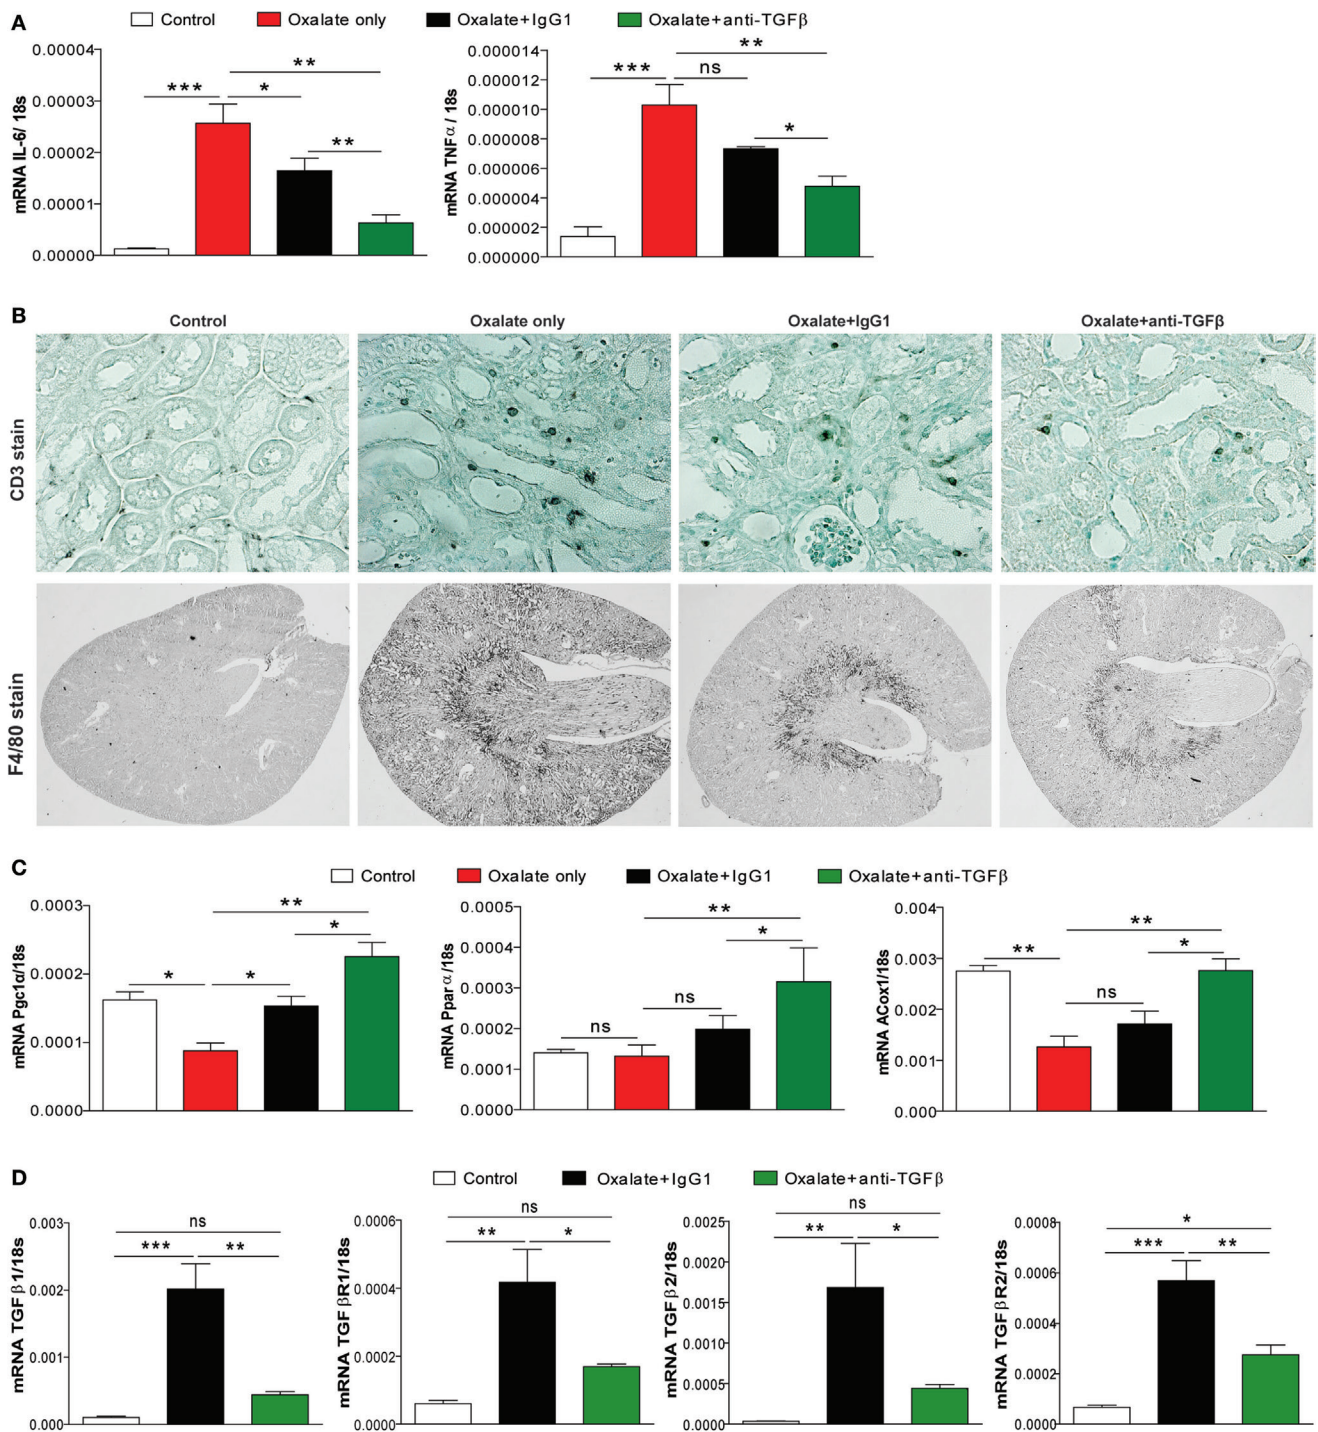 A
Control Oxalate only Oxalate+IgG1 Oxalate+anti-TGFβ
mRNA IL-6/ 18s
0.00004
0.00003
0.00002
0.00001
0.00000
*** * ** **
mRNA TNFα/ 18s
0.000014
0.000012
0.000010
0.000008
0.000006
0.000004
0.000002
0.000000
*** ns ** *
B
Control Oxalate only Oxalate+IgG1 Oxalate+anti-TGFβ
CD3 stain
F4/80 stain
C
Control Oxalate only Oxalate+IgG1 Oxalate+anti-TGFβ
mRNA Pgc1α/18s
0.0003
0.0002
0.0001
0.0000
* * ** *
mRNA Ppar α/18s
0.0005
0.0004
0.0003
0.0002
0.0001
0.0000
ns ns ** *
mRNA ACox1/18s
0.004
0.003
0.002
0.001
0.000
** ns ** *
D
Control Oxalate+IgG1 Oxalate+anti-TGFβ
mRNA TGFβ1/18s
0.003
0.002
0.001
0.000
ns
*** **
mRNA TGFβR1/18s
0.0006
0.0004
0.0002
0.0000
ns
** *
mRNA TGFβ2/18s
0.0025
0.0020
0.0015
0.0010
0.0005
0.0000
ns
** *
mRNA TGFβR2/18s
0.0008
0.0006
0.0004
0.0002
0.0000
*
*** **